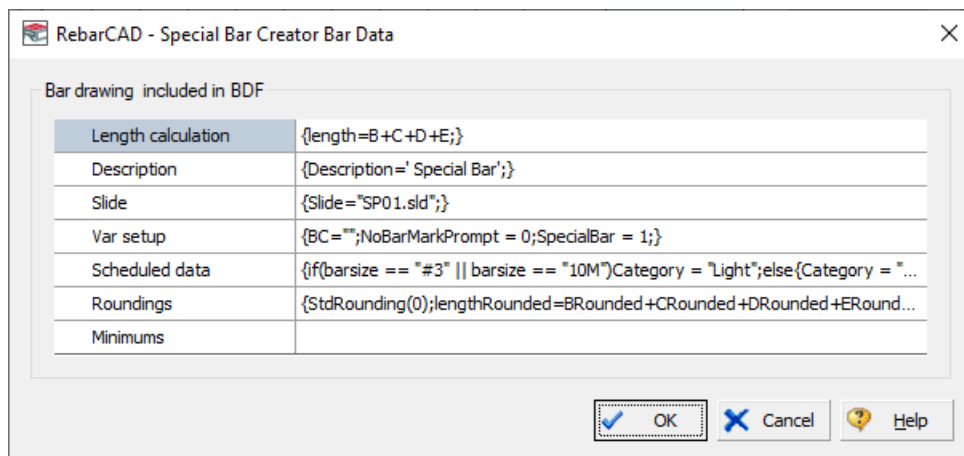 RebarCAD - Special Bar Creator Bar Data
Bar drawing included in BDF
Length calculation {length=B+C+D+E;}
Description {Description=' Special Bar';}
Slide {Slide="SP01.sld";}
Var setup {BC="";NoBarMarkPrompt = 0;SpecialBar = 1;}
Scheduled data {if(barsize == "#3" || barsize == "10M")Category = "Light";else{Category = "...
Roundings {StdRounding(0);lengthRounded=BRounded+CRounded+DRounded+ERound...
Minimums
OK Cancel Help